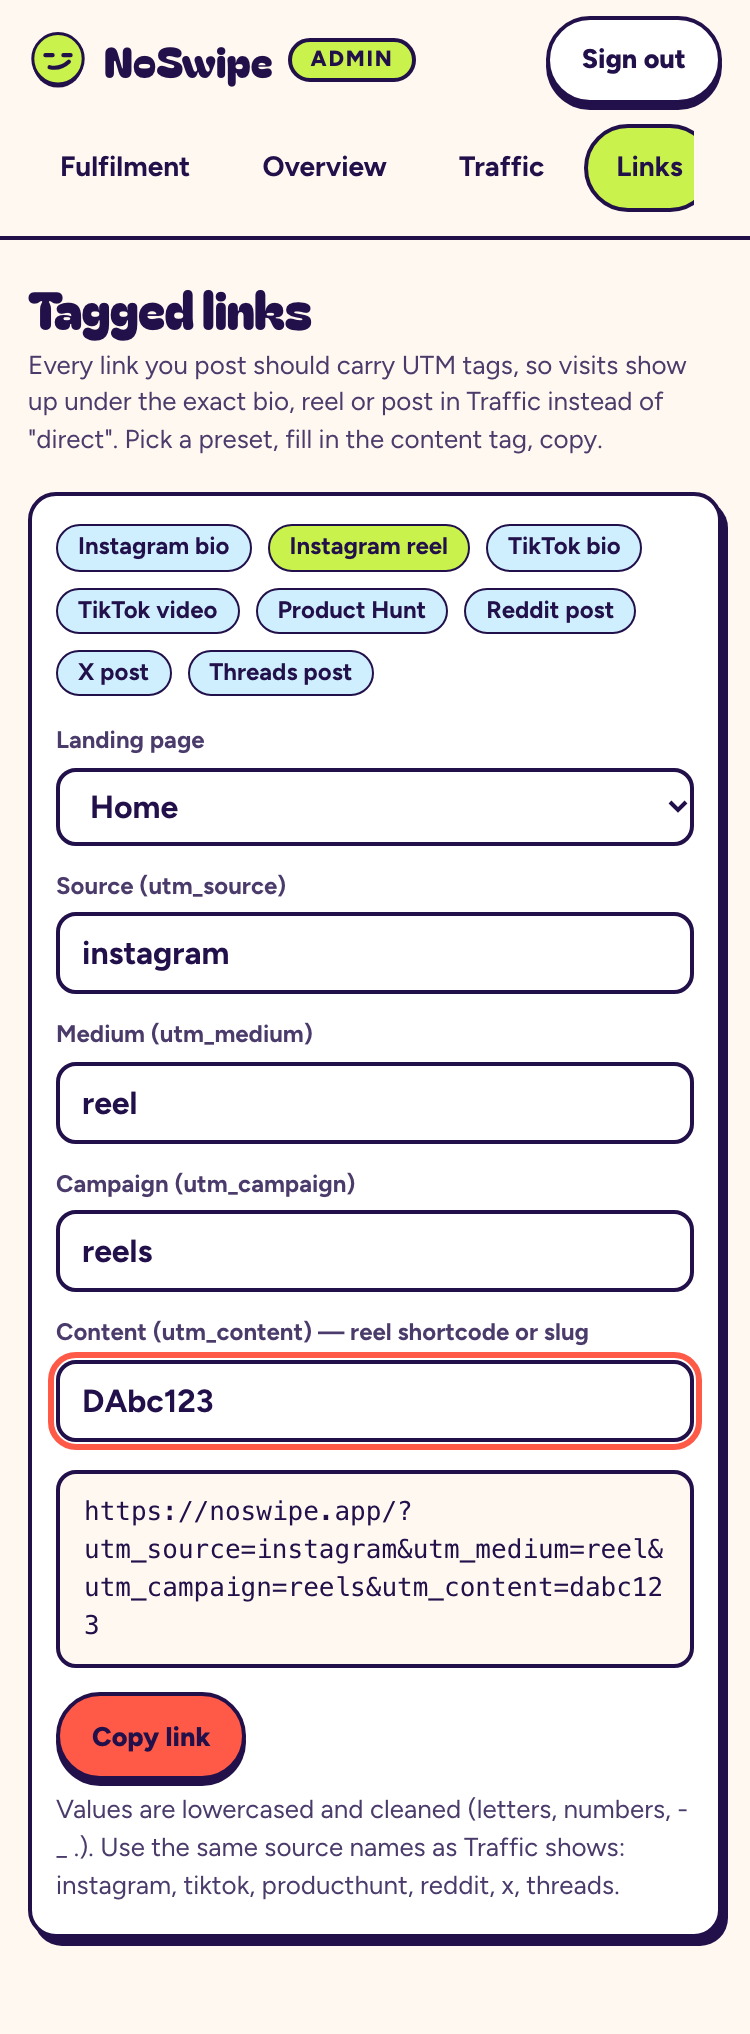 NoSwipe ADMIN Sign out
Fulfilment Overview Traffic Links
Tagged links
Every link you post should carry UTM tags, so visits show
up under the exact bio, reel or post in Traffic instead of
"direct". Pick a preset, fill in the content tag, copy.
Instagram bio Instagram reel TikTok bio
TikTok video Product Hunt Reddit post
X post Threads post
Landing page
Home
Source (utm_source)
instagram
Medium (utm_medium)
reel
Campaign (utm_campaign)
reels
Content (utm_content) — reel shortcode or slug
DAbc123
https://noswipe.app/?
utm_source=instagram&utm_medium=reel&
utm_campaign=reels&utm_content=dabc12
3
Copy link
Values are lowercased and cleaned (letters, numbers, -
_ .). Use the same source names as Traffic shows:
instagram, tiktok, producthunt, reddit, x, threads.